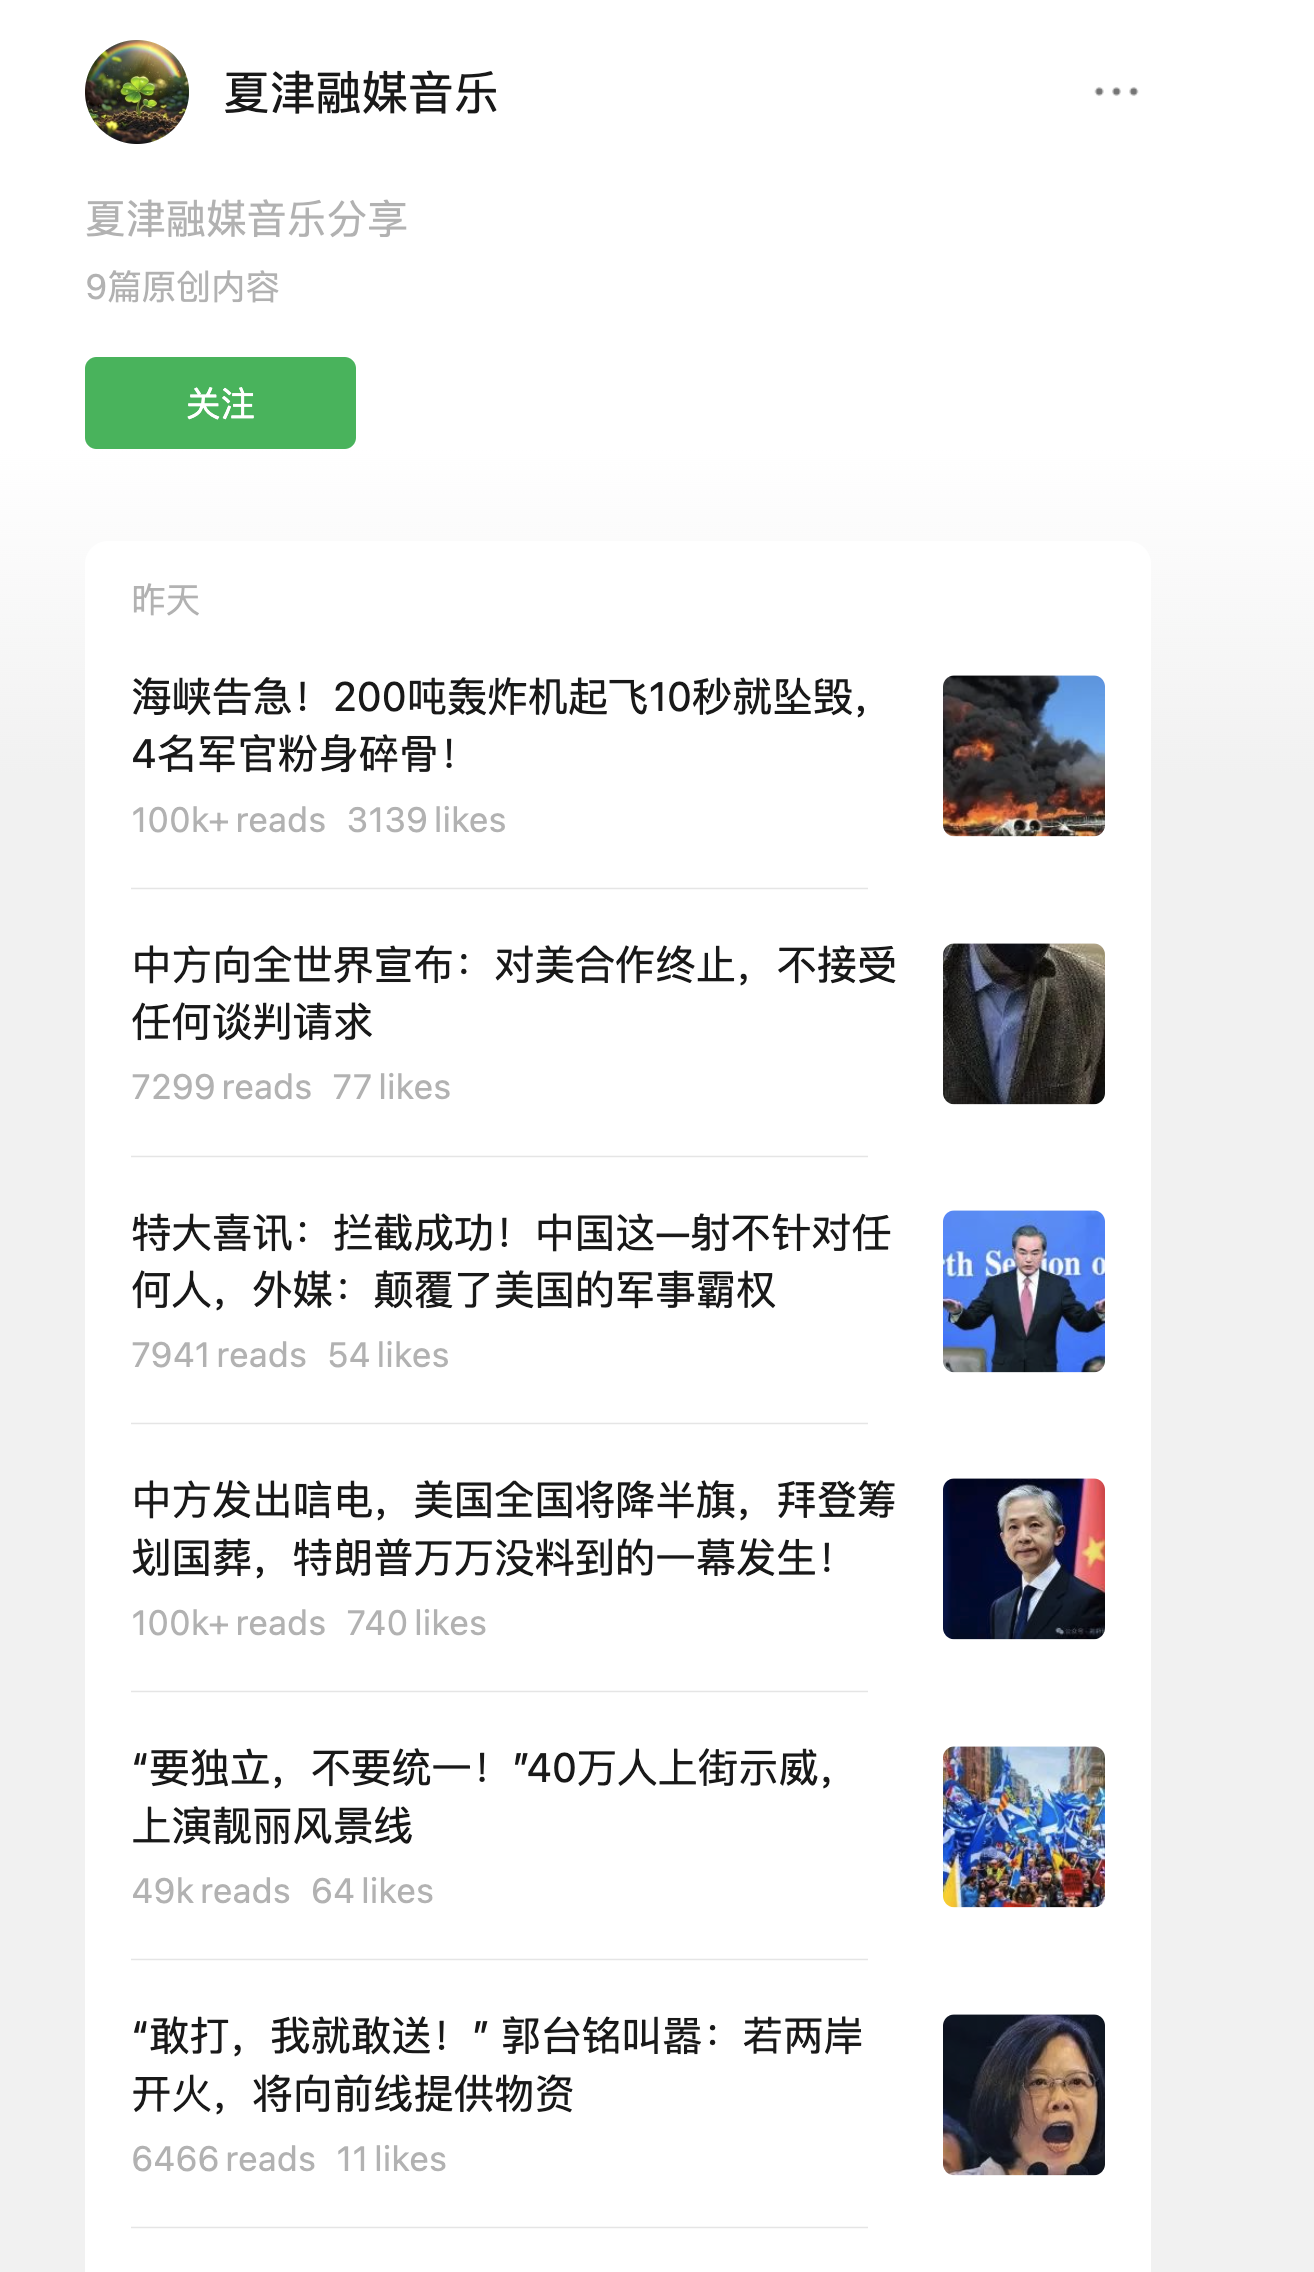 夏津融媒音乐
夏津融媒音乐分享
9篇原创内容
关注
昨天
海峡告急！200吨轰炸机起飞10秒就坠毁，
4名军官粉身碎骨！
100k+ reads 3139 likes
中方向全世界宣布：对美合作终止，不接受
任何谈判请求
7299 reads 77 likes
特大喜讯：拦截成功！中国这—射不针对任
何人，外媒：颠覆了美国的军事霸权
rth Se ion o
7941 reads 54 likes
中方发出唁电，美国全国将降半旗，拜登筹
划国葬，特朗普万万没料到的一幕发生！
100k+ reads 740 likes
“要独立，不要统一！”40万人上街示威，
上演靓丽风景线
49k reads 64 likes
“敢打，我就敢送！” 郭台铭叫嚣：若两岸
开火，将向前线提供物资
6466 reads 11 likes